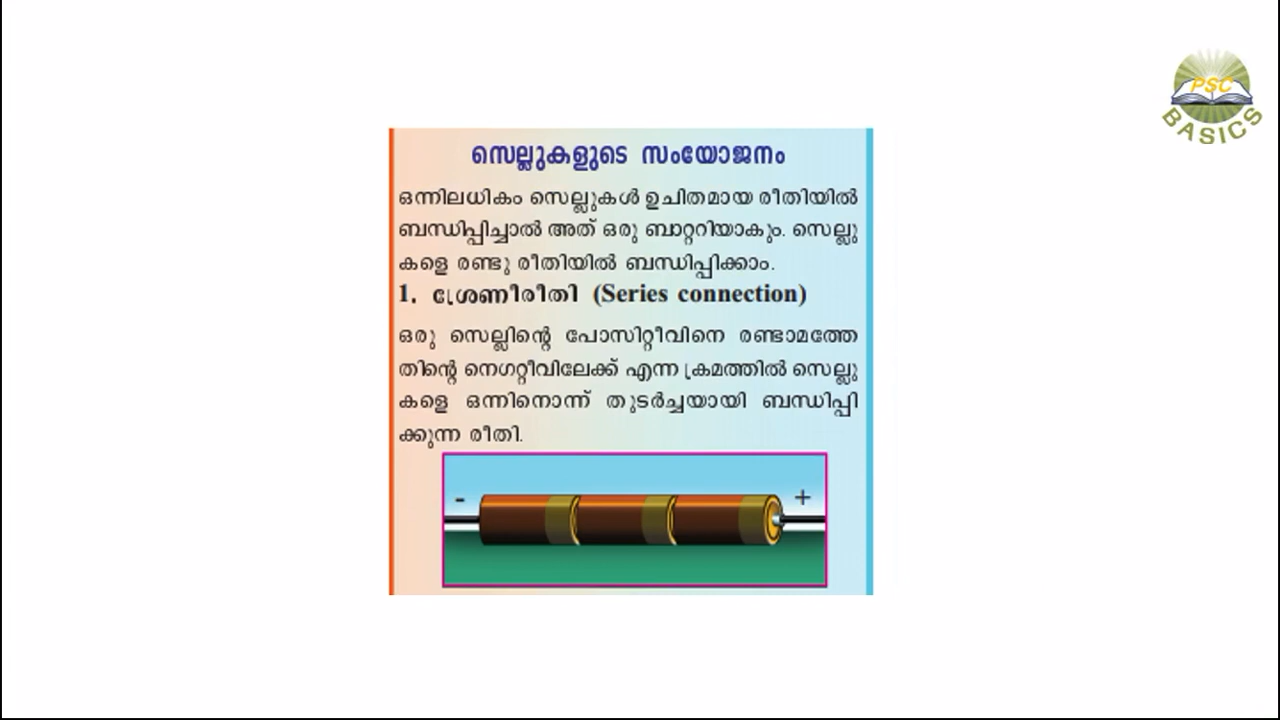 PSC
BASICS
സെല്ലുകളുടെ സംയോജനം
ഒന്നിലധികം സെല്ലുകൾ ഉചിതമായ രീതിയിൽ
ബന്ധിപ്പിച്ചാൽ അത് ഒരു ബാറ്ററിയാകും. സെല്ലു
കളെ രണ്ടു രീതിയിൽ ബന്ധിപ്പിക്കാം.
1. ശ്രേണീരീതി (Series connection)
ഒരു സെല്ലിന്റെ പോസിറ്റീവിനെ രണ്ടാമത്തേ
തിന്റെ നെഗറ്റീവിലേക്ക് എന്ന ക്രമത്തിൽ സെല്ലു
കളെ ഒന്നിനൊന്ന് തുടർച്ചയായി ബന്ധിപ്പി
ക്കുന്ന രീതി.
- +